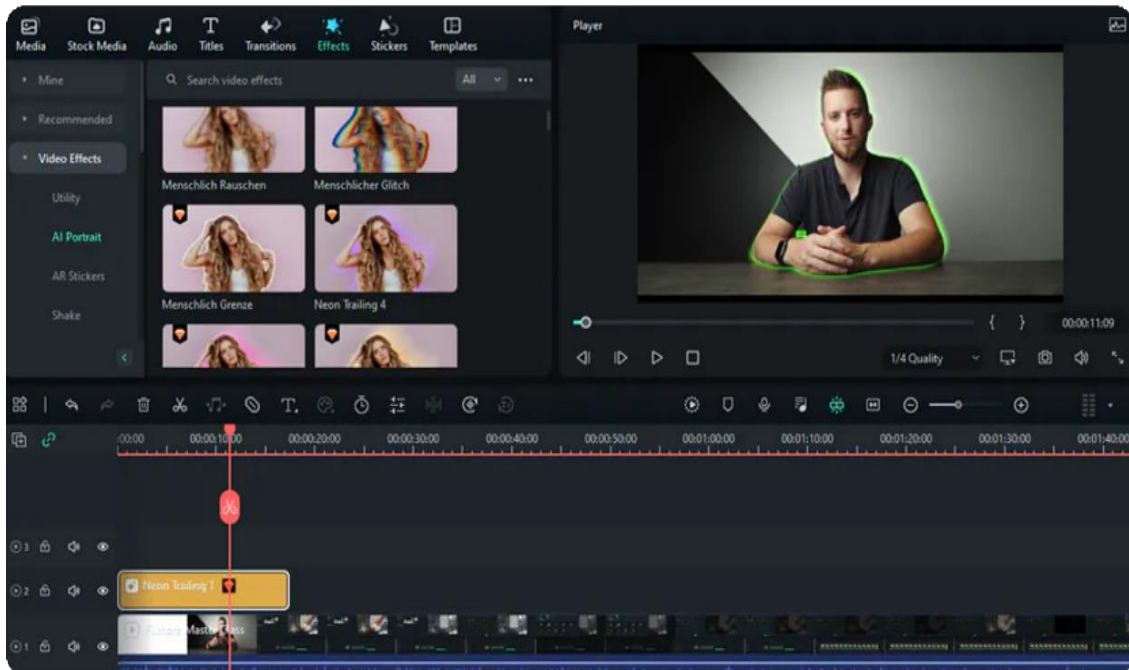 Media Stock Media Audio Titles Transitions Effects Stickers Templates
Player
Mine
Search video effects
All
Recommended
Video Effects
Menschlich Rauschen
Menschlicher Glitch
Utility
AI Portrait
AR Stickers
Menschlich Grenze
Neon Trailing 4
Shake
00:00:11:09
1/4 Quality
:00:00 00:00:10:00 00:00:20:00 00:00:30:00 00:00:40:00 00:00:50:00 00:01:00:00 00:01:10:00 00:01:20:00 00:01:30:00 00:01:40:00
3
2
Neon Trailing 1
1